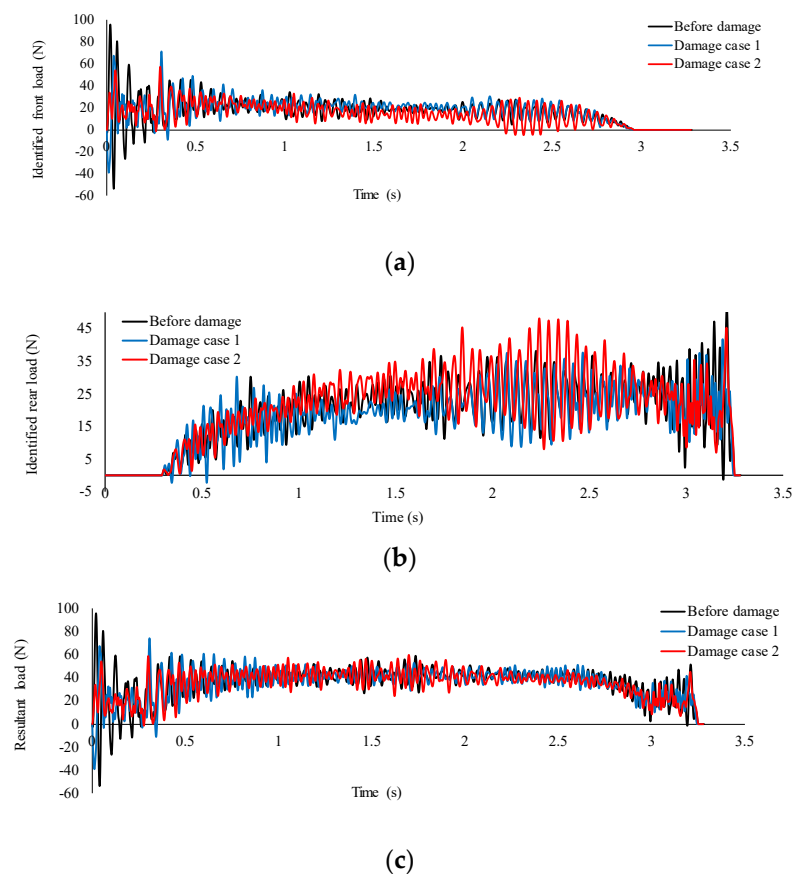 100
80
60
40
20
0
-20
-40
-60
Identified front load (N)
Before damage
Damage case 1
Damage case 2
0 0.5 1 1.5 2 2.5 3 3.5
Time (s)
(a)
45
35
25
15
5
-5
Identified rear load (N)
Before damage
Damage case 1
Damage case 2
0 0.5 1 1.5 2 2.5 3 3.5
Time (s)
(b)
100
80
60
40
20
0
-20
-40
-60
Resultant load (N)
Before damage
Damage case 1
Damage case 2
0 0.5 1 1.5 2 2.5 3 3.5
Time (s)
(c)